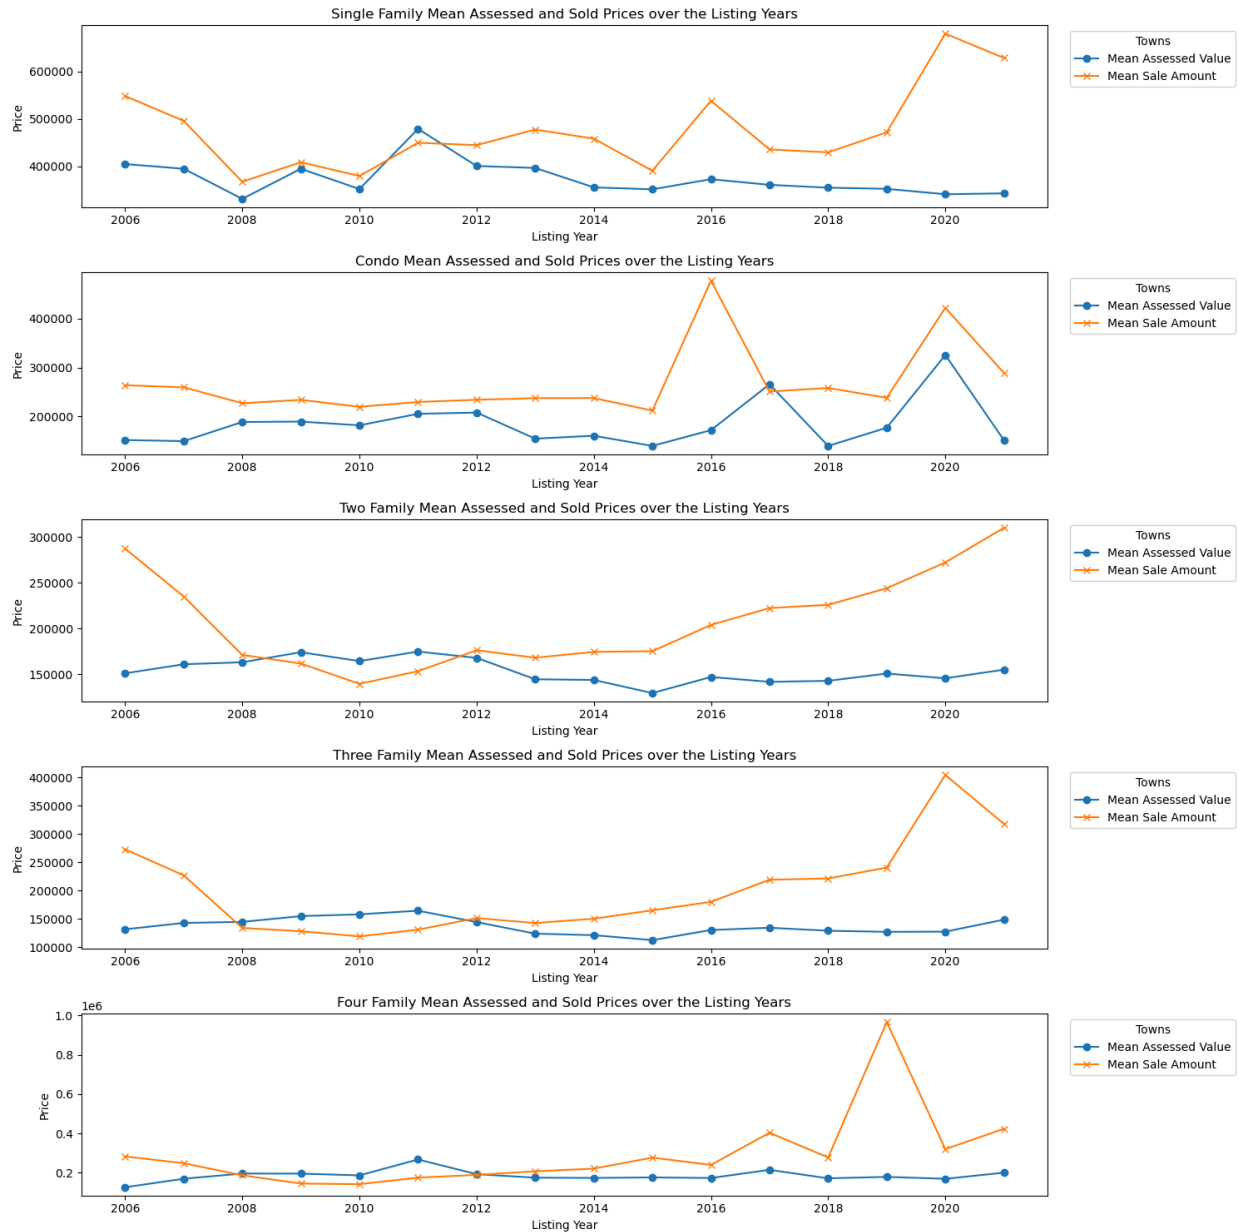 Single Family Mean Assessed and Sold Prices over the Listing Years
Towns
Mean Assessed Value
Mean Sale Amount
600000
500000
400000
Price
2006 2008 2010 2012 2014 2016 2018 2020
Listing Year
Condo Mean Assessed and Sold Prices over the Listing Years
Towns
Mean Assessed Value
Mean Sale Amount
400000
300000
200000
Price
2006 2008 2010 2012 2014 2016 2018 2020
Listing Year
Two Family Mean Assessed and Sold Prices over the Listing Years
Towns
Mean Assessed Value
Mean Sale Amount
300000
250000
200000
150000
Price
2006 2008 2010 2012 2014 2016 2018 2020
Listing Year
Three Family Mean Assessed and Sold Prices over the Listing Years
Towns
Mean Assessed Value
Mean Sale Amount
400000
350000
300000
250000
200000
150000
100000
Price
2006 2008 2010 2012 2014 2016 2018 2020
Listing Year
Four Family Mean Assessed and Sold Prices over the Listing Years
1e6
Towns
Mean Assessed Value
Mean Sale Amount
1.0
0.8
0.6
0.4
0.2
Price
2006 2008 2010 2012 2014 2016 2018 2020
Listing Year